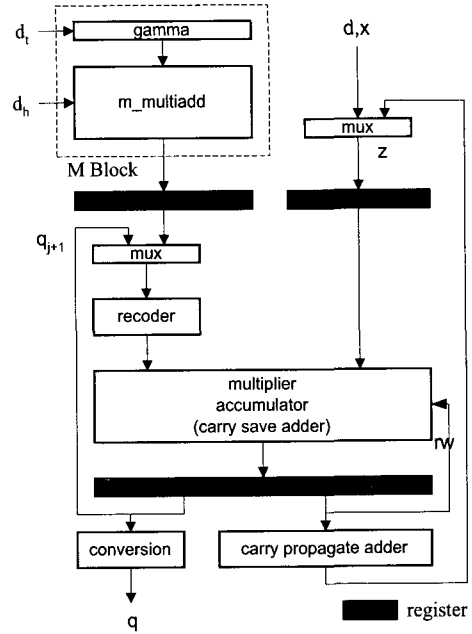 d_t
gamma
d_h
m_multiadd
M Block
d,x
mux
z
q_{j+1}
mux
recoder
multiplier
accumulator
(carry save adder)
rw
conversion
carry propagate adder
q
register